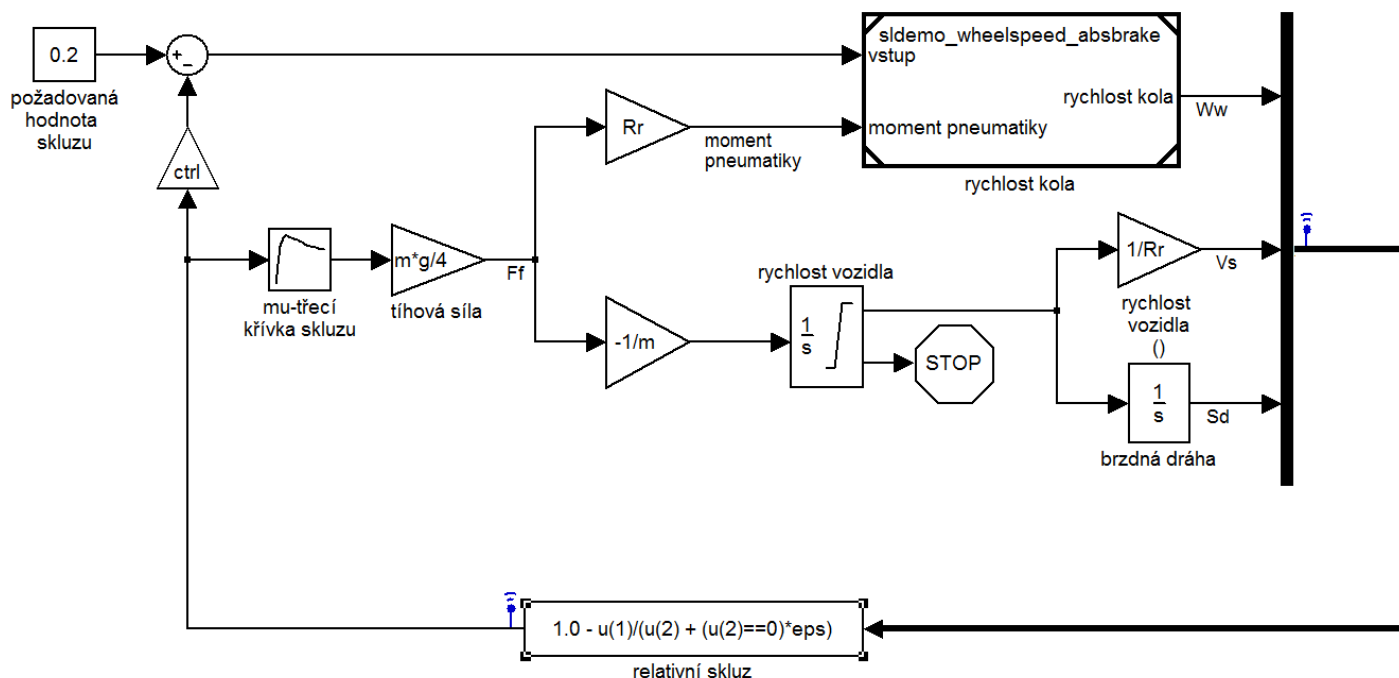 0.2
požadovaná
hodnota
skluzu
+
−
ctrl
mu-třecí
křívka skluzu
m*g/4
tíhová síla
Ff
Rr
moment
pneumatiky
-1/m
sldemo_wheelspeed_absbrake
vstup
rychlost kola
moment pneumatiky
rychlost kola
Ww
rychlost vozidla
1
s
STOP
1/Rr
Vs
rychlost
vozidla
()
1
s
Sd
brzdná dráha
1.0 - u(1)/(u(2) + (u(2)==0)*eps)
relativní skluz